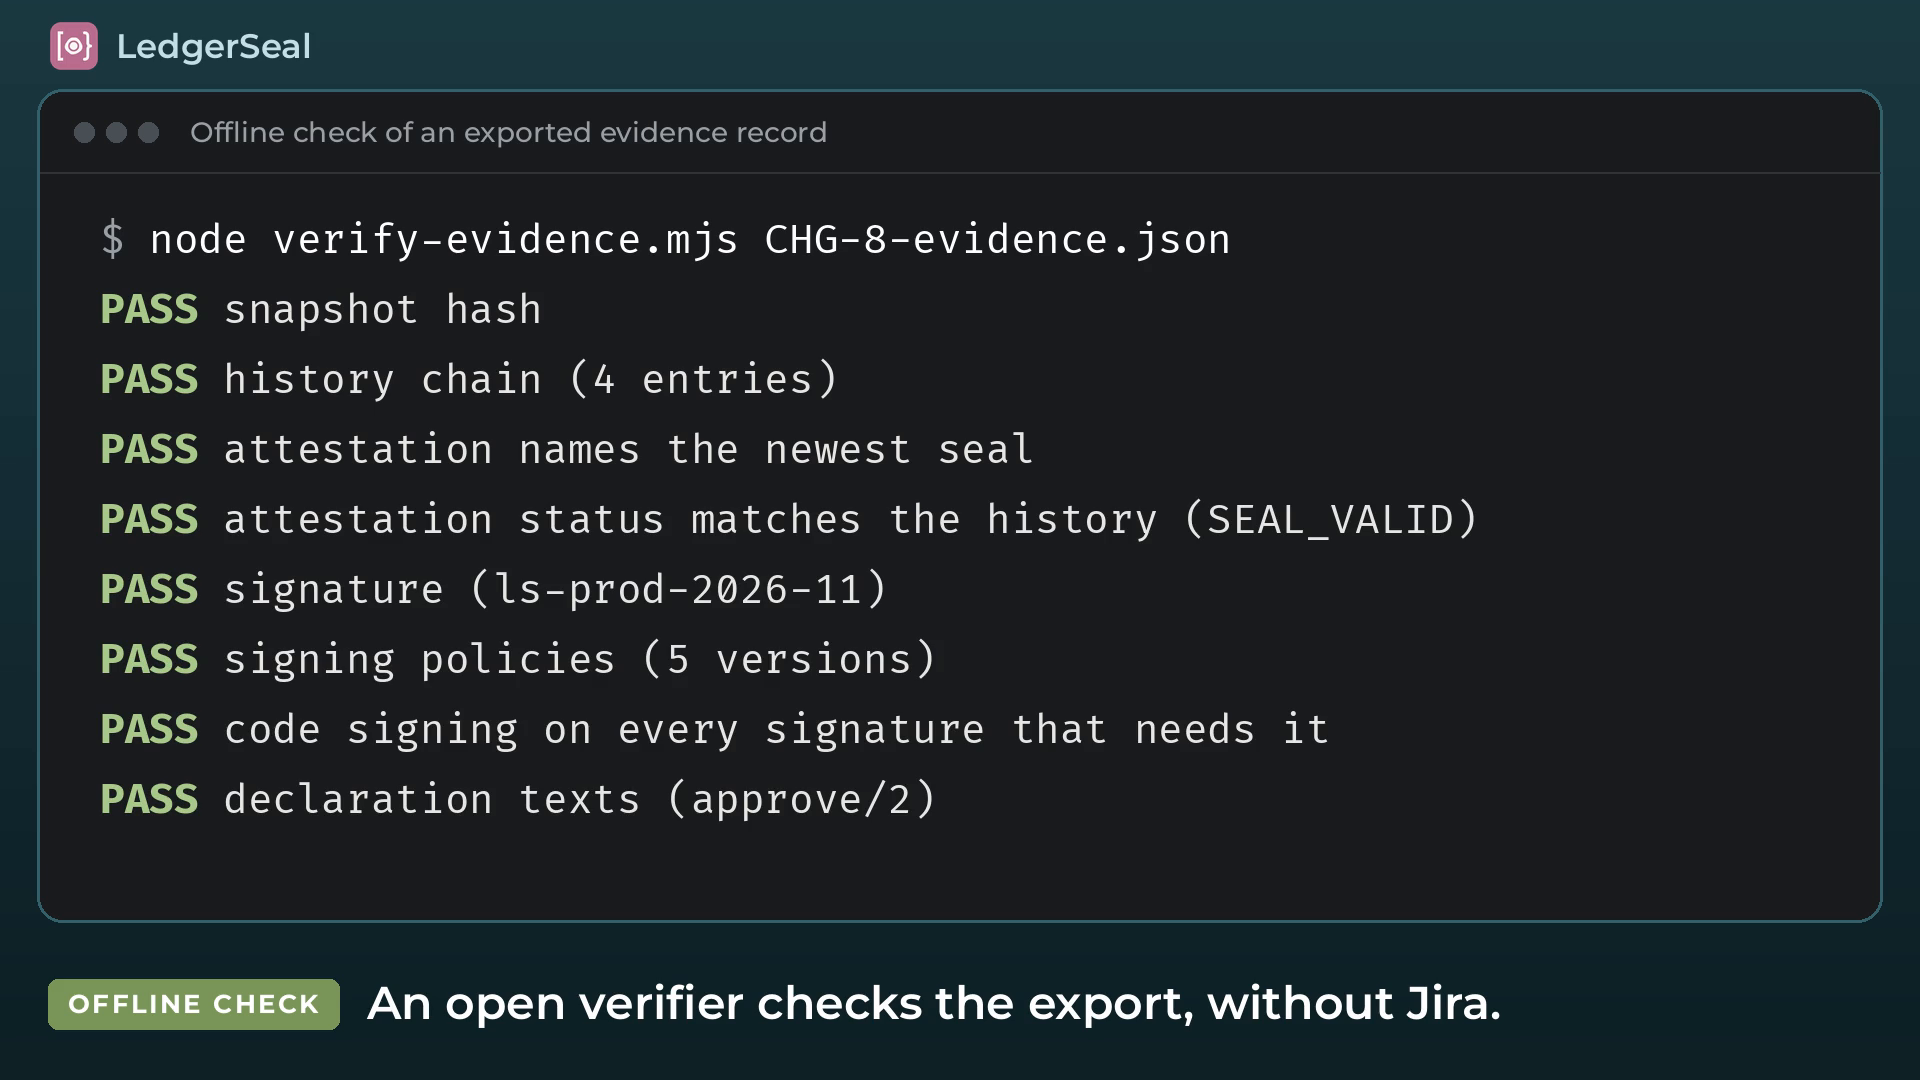 LedgerSeal
Offline check of an exported evidence record
$ node verify-evidence.mjs CHG-8-evidence.json
PASS snapshot hash
PASS history chain (4 entries)
PASS attestation names the newest seal
PASS attestation status matches the history (SEAL_VALID)
PASS signature (ls-prod-2026-11)
PASS signing policies (5 versions)
PASS code signing on every signature that needs it
PASS declaration texts (approve/2)
OFFLINE CHECK An open verifier checks the export, without Jira.